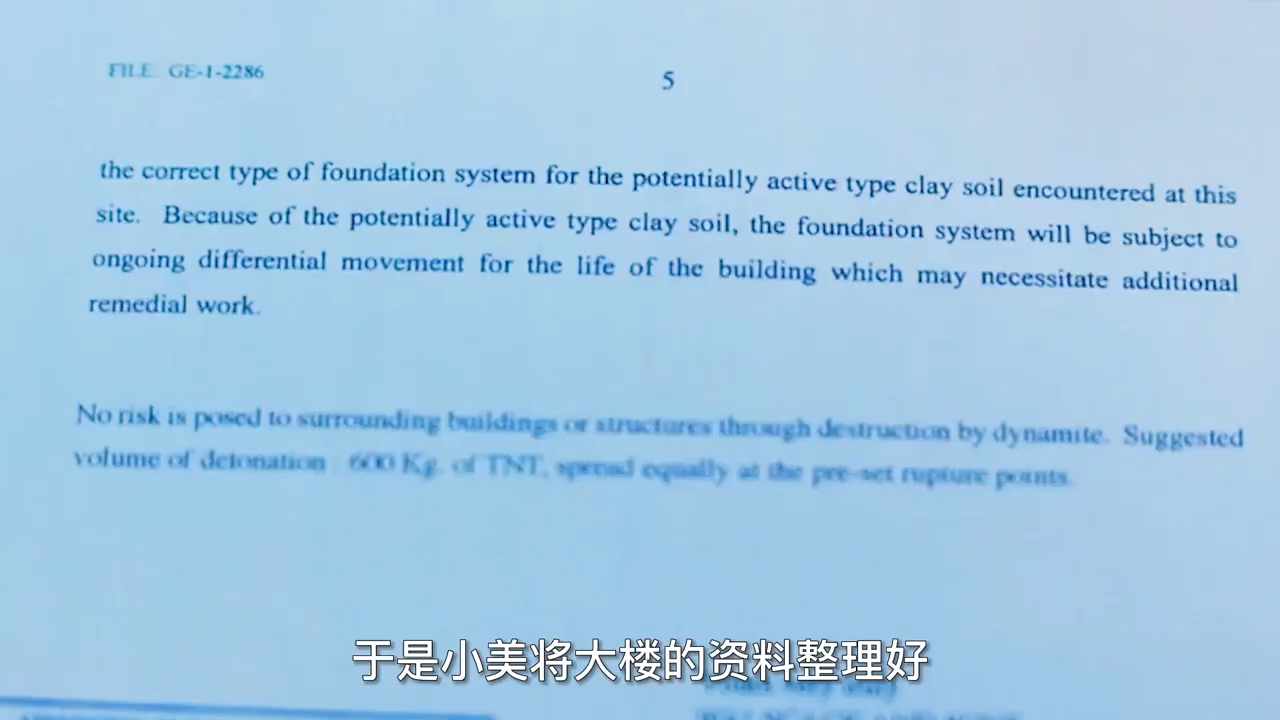 FILE: GE-1-2286
5
the correct type of foundation system for the potentially active type clay soil encountered at this
site. Because of the potentially active type clay soil, the foundation system will be subject to
ongoing differential movement for the life of the building which may necessitate additional
remedial work.
No risk is posed to surrounding buildings or structures through destruction by dynamite. Suggested
volume of detonation : 600 Kg. of TNT, spread equally at the pre-set rupture points.
于是小美将大楼的资料整理好